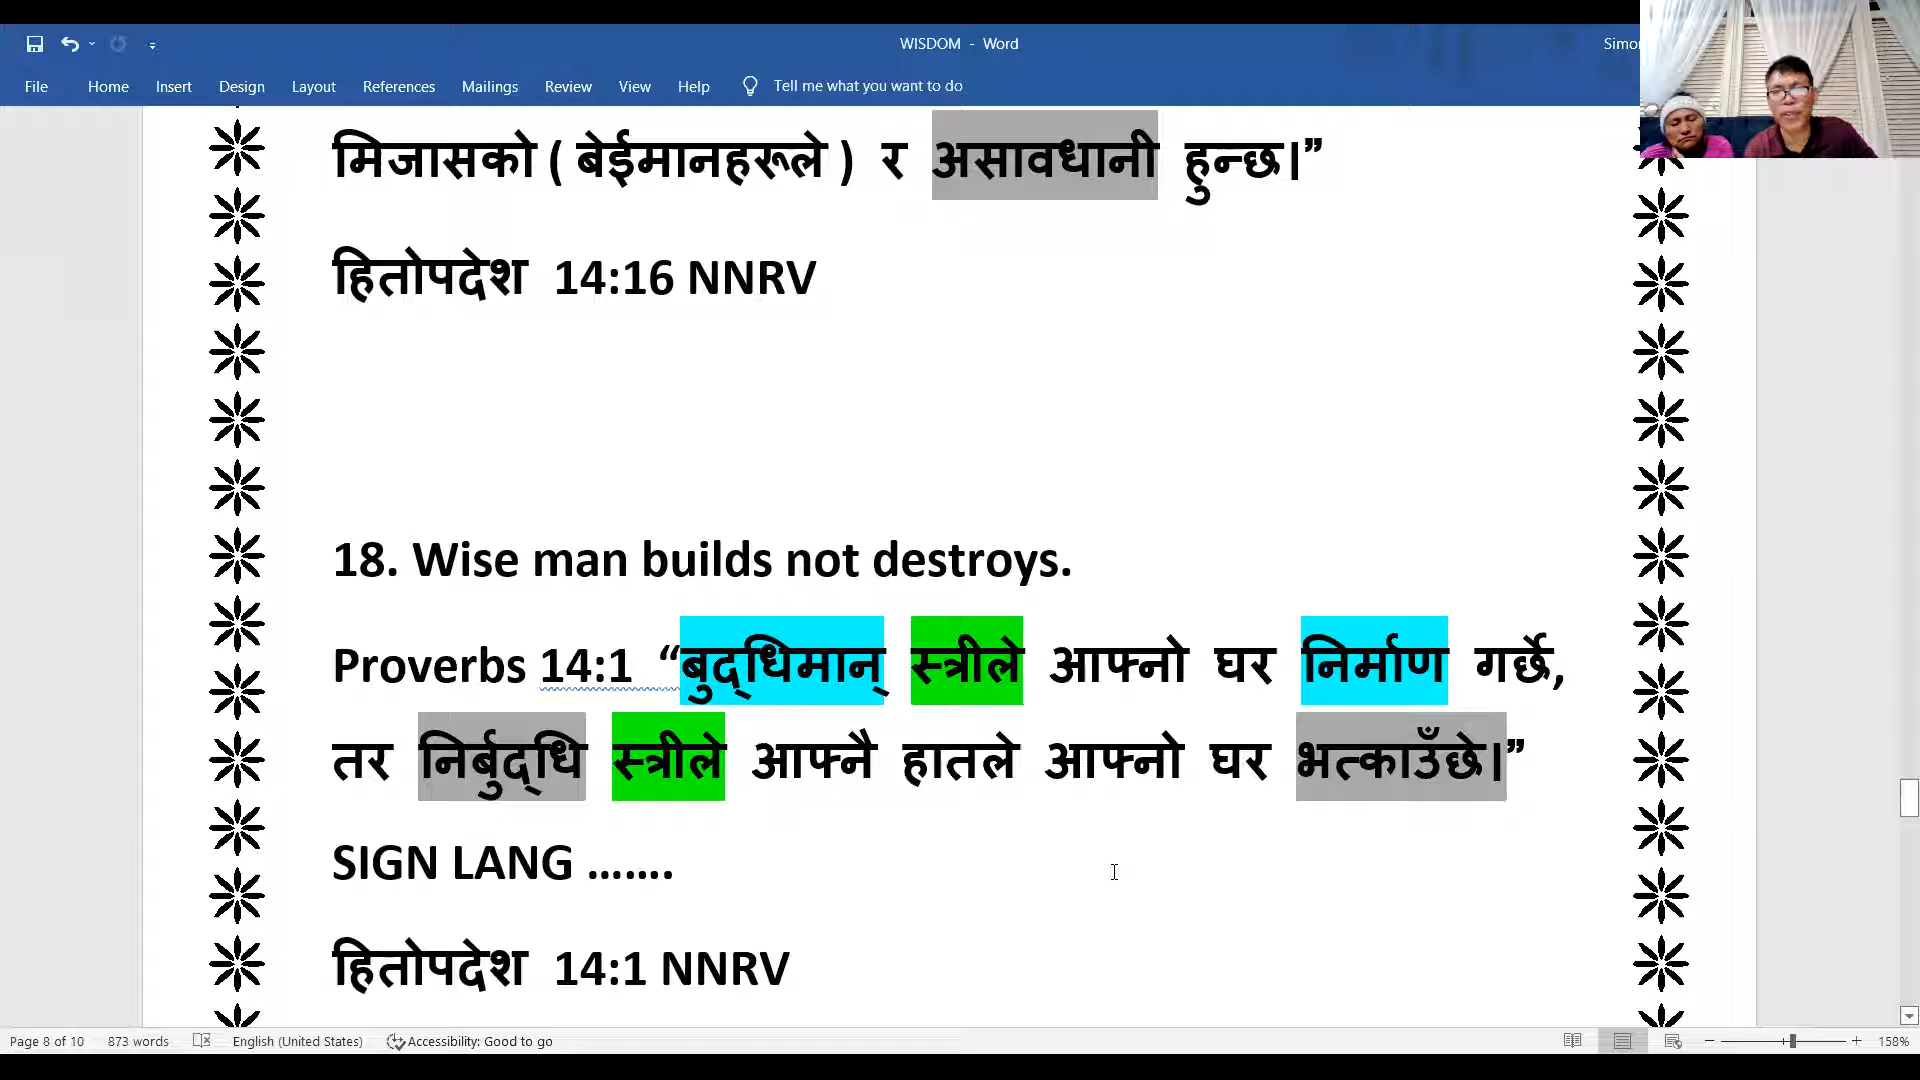 WISDOM - Word
Simo
File Home Insert Design Layout References Mailings Review View Help Tell me what you want to do
मिजासको ( बेईमानहरूले ) र असावधानी हुन्छ।”
हितोपदेश 14:16 NNRV
18. Wise man builds not destroys.
Proverbs 14:1 “बुद्धिमान् स्त्रीले आफ्नो घर निर्माण गर्छे,
तर निर्बुद्धि स्त्रीले आफ्नै हातले आफ्नो घर भत्काउँछे।”
SIGN LANG …….
हितोपदेश 14:1 NNRV
Page 8 of 10 873 words English (United States) Accessibility: Good to go 158%